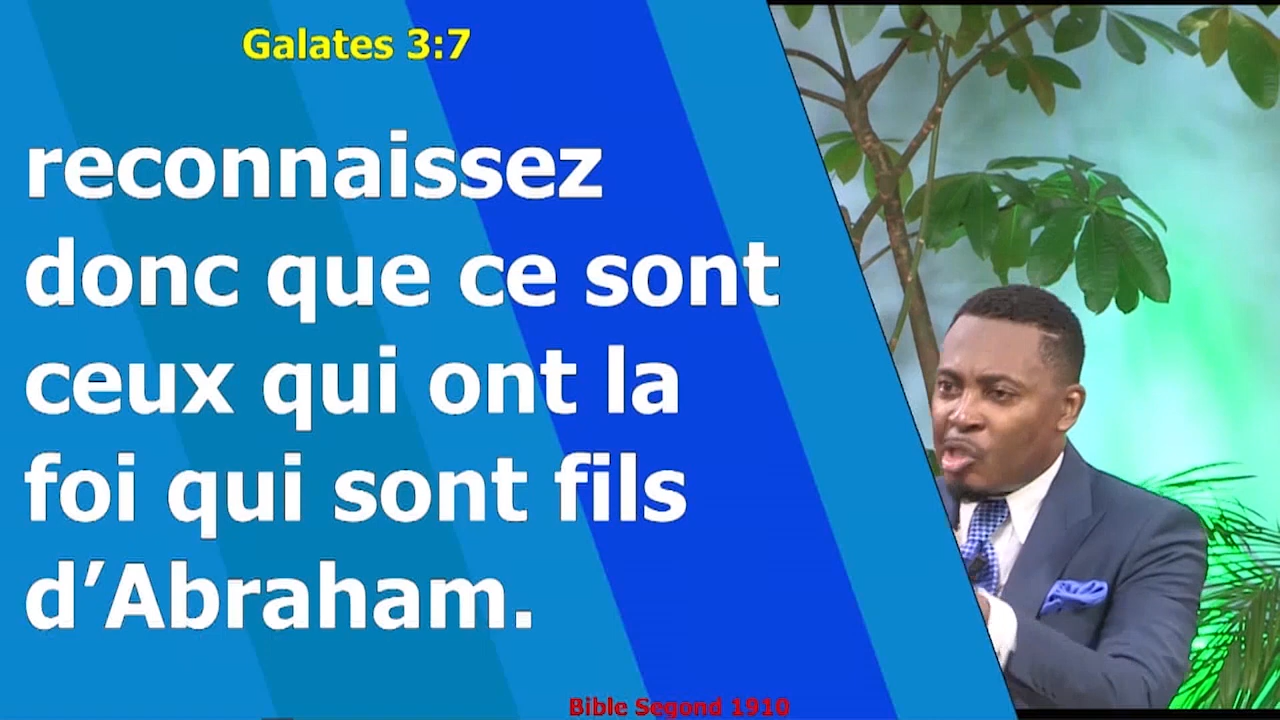 Galates 3:7
reconnaissez
donc que ce sont
ceux qui ont la
foi qui sont fils
d’Abraham.
Bible Segond 1910